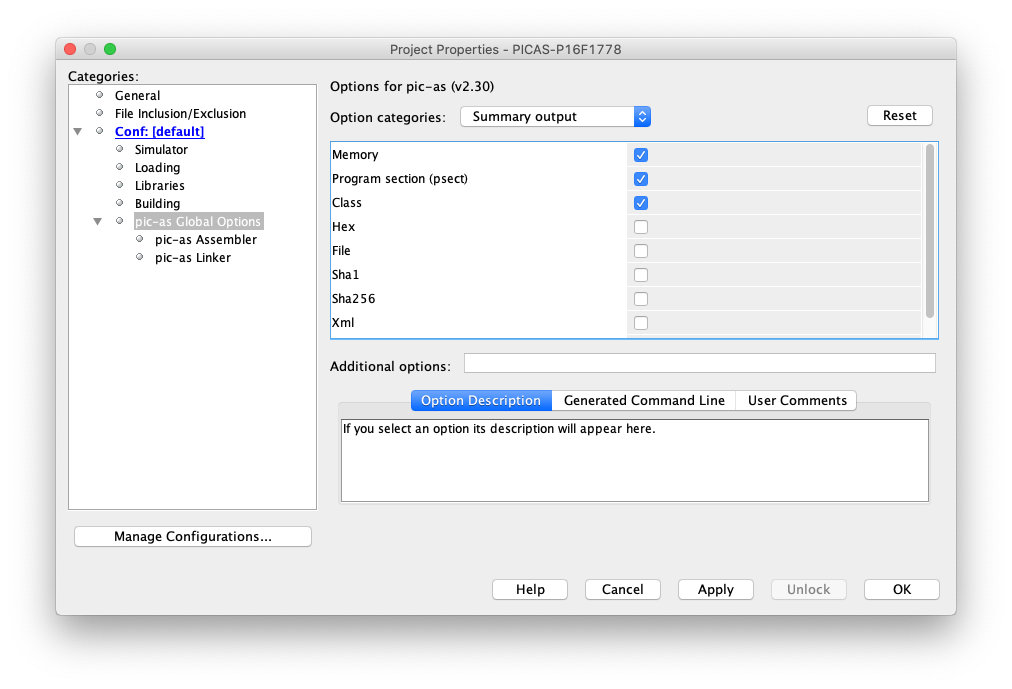 Project Properties - PICAS-P16F1778
Categories:
General
File Inclusion/Exclusion
Conf: [default]
Simulator
Loading
Libraries
Building
pic-as Global Options
pic-as Assembler
pic-as Linker
Manage Configurations...
Options for pic-as (v2.30)
Option categories: Summary output Reset
Memory
Program section (psect)
Class
Hex
File
Sha1
Sha256
Xml
Additional options:
Option Description Generated Command Line User Comments
If you select an option its description will appear here.
Help Cancel Apply Unlock OK